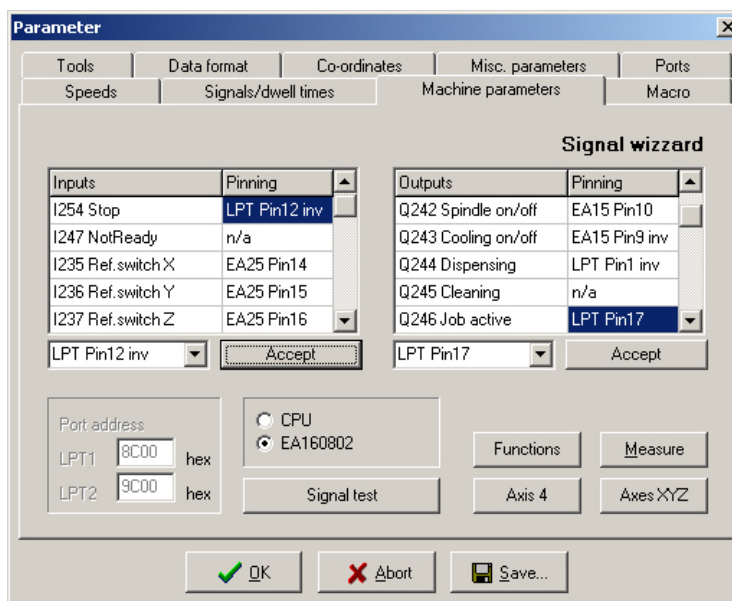 Parameter
Tools Data format Co-ordinates Misc. parameters Ports
Speeds Signals/dwell times Machine parameters Macro
Signal wizzard
Inputs Pinning Outputs Pinning
I254 Stop LPT Pin12 inv Q242 Spindle on/off EA15 Pin10
I247 NotReady n/a Q243 Cooling on/off EA15 Pin9 inv
I235 Ref.switch X EA25 Pin14 Q244 Dispensing LPT Pin1 inv
I236 Ref.switch Y EA25 Pin15 Q245 Cleaning n/a
I237 Ref.switch Z EA25 Pin16 Q246 Job active LPT Pin17
LPT Pin12 inv Accept LPT Pin17 Accept
Port address CPU
LPT1 8C00 hex EA160802 Functions Measure
LPT2 9C00 hex Signal test Axis 4 Axes XYZ
OK Abort Save...